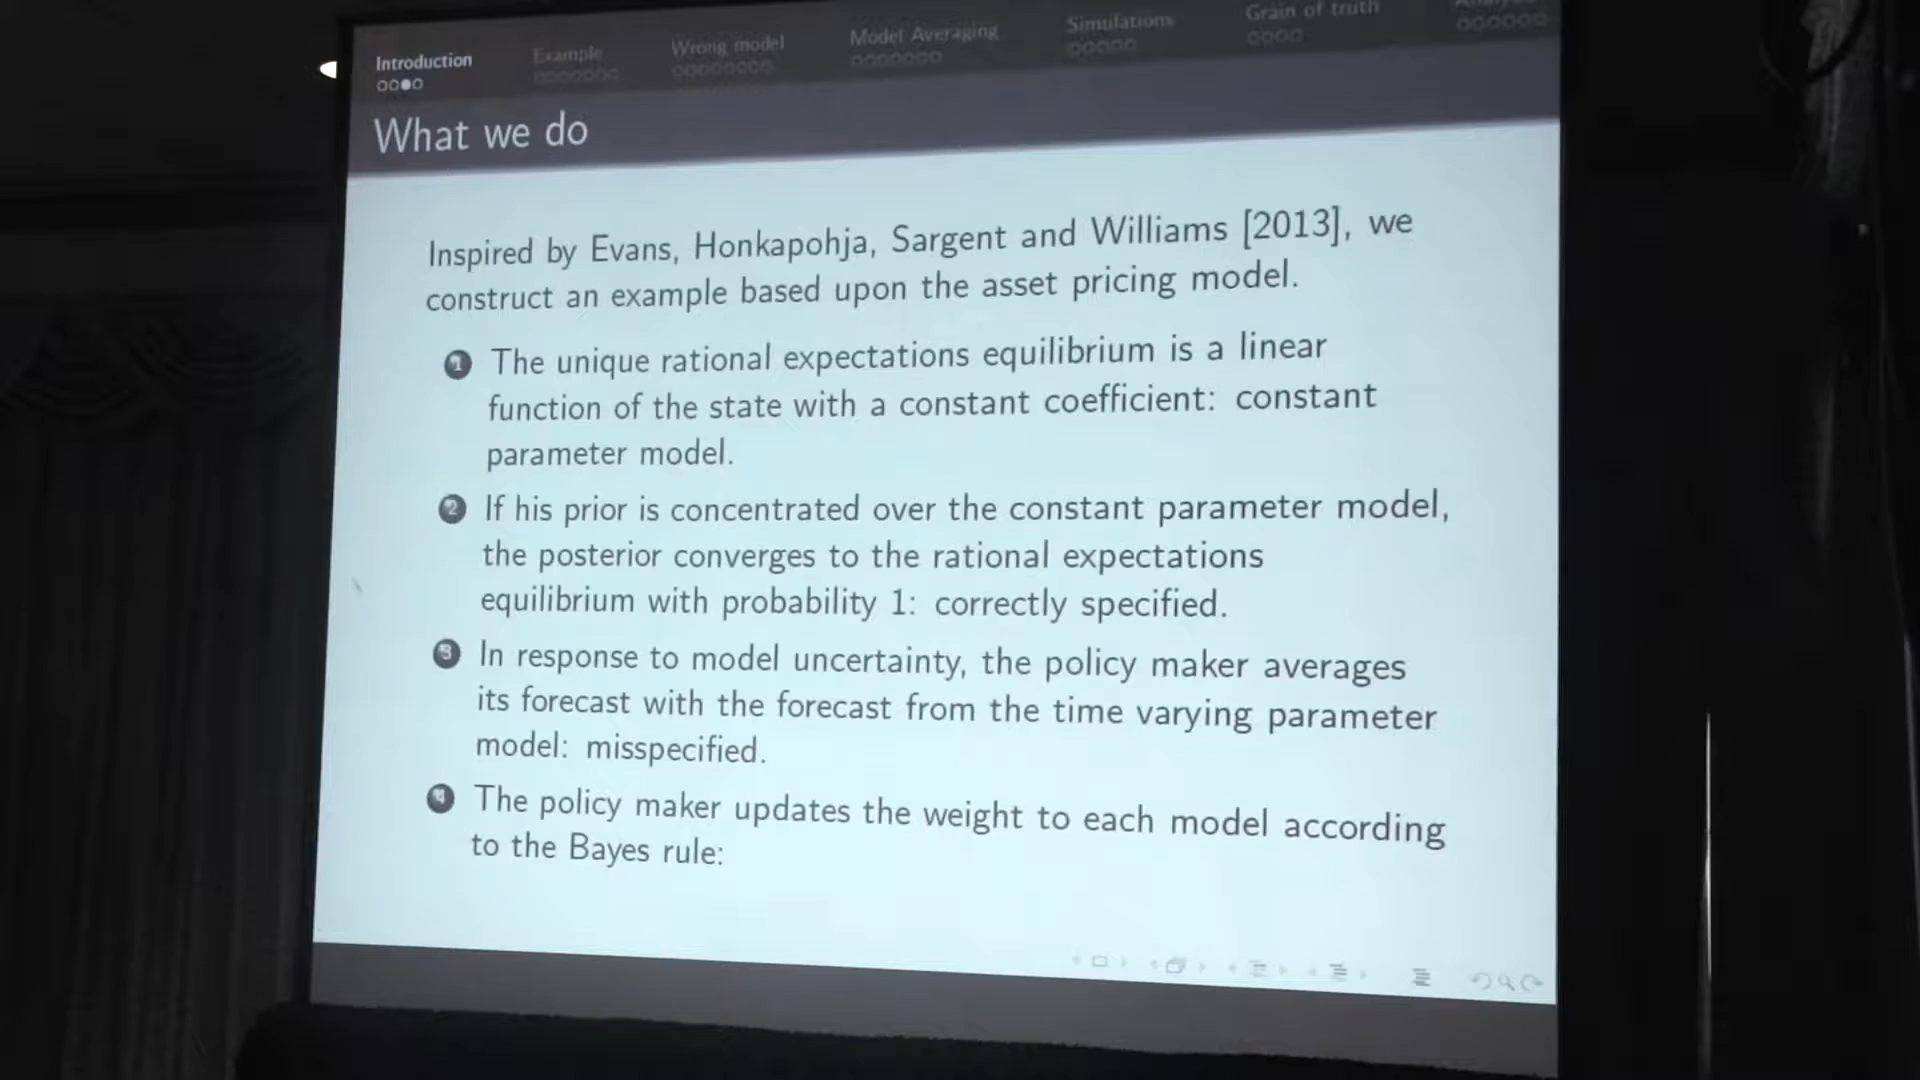 Introduction Example Wrong model Model Averaging Simulations Grain of truth
What we do
Inspired by Evans, Honkapohja, Sargent and Williams [2013], we
construct an example based upon the asset pricing model.
1 The unique rational expectations equilibrium is a linear
function of the state with a constant coefficient: constant
parameter model.
2 If his prior is concentrated over the constant parameter model,
the posterior converges to the rational expectations
equilibrium with probability 1: correctly specified.
3 In response to model uncertainty, the policy maker averages
its forecast with the forecast from the time varying parameter
model: misspecified.
4 The policy maker updates the weight to each model according
to the Bayes rule: